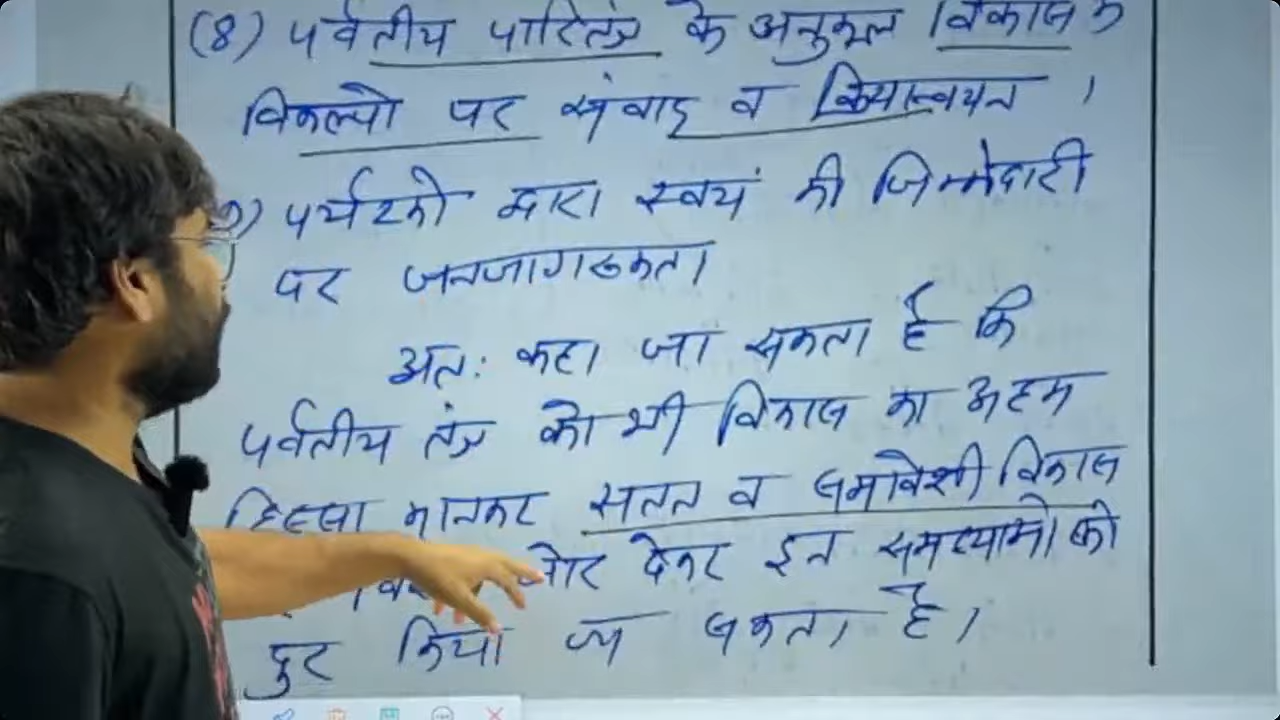 (8) पर्वतीय पारितंत्र के अनुकूल विकास के
विकल्पो पर संवाद व क्रियान्वयन ।
पर्यटको द्वारा स्वयं की जिम्मेदारी
पर जनजागरूकता
अतः कहा जा सकता है कि
पर्वतीय तंत्र को भी विकास का अहम
हिस्सा मानकर सतत व समावेशी विकास
जोर देकर इन समस्याओ को
दुर किया जा सकता है।